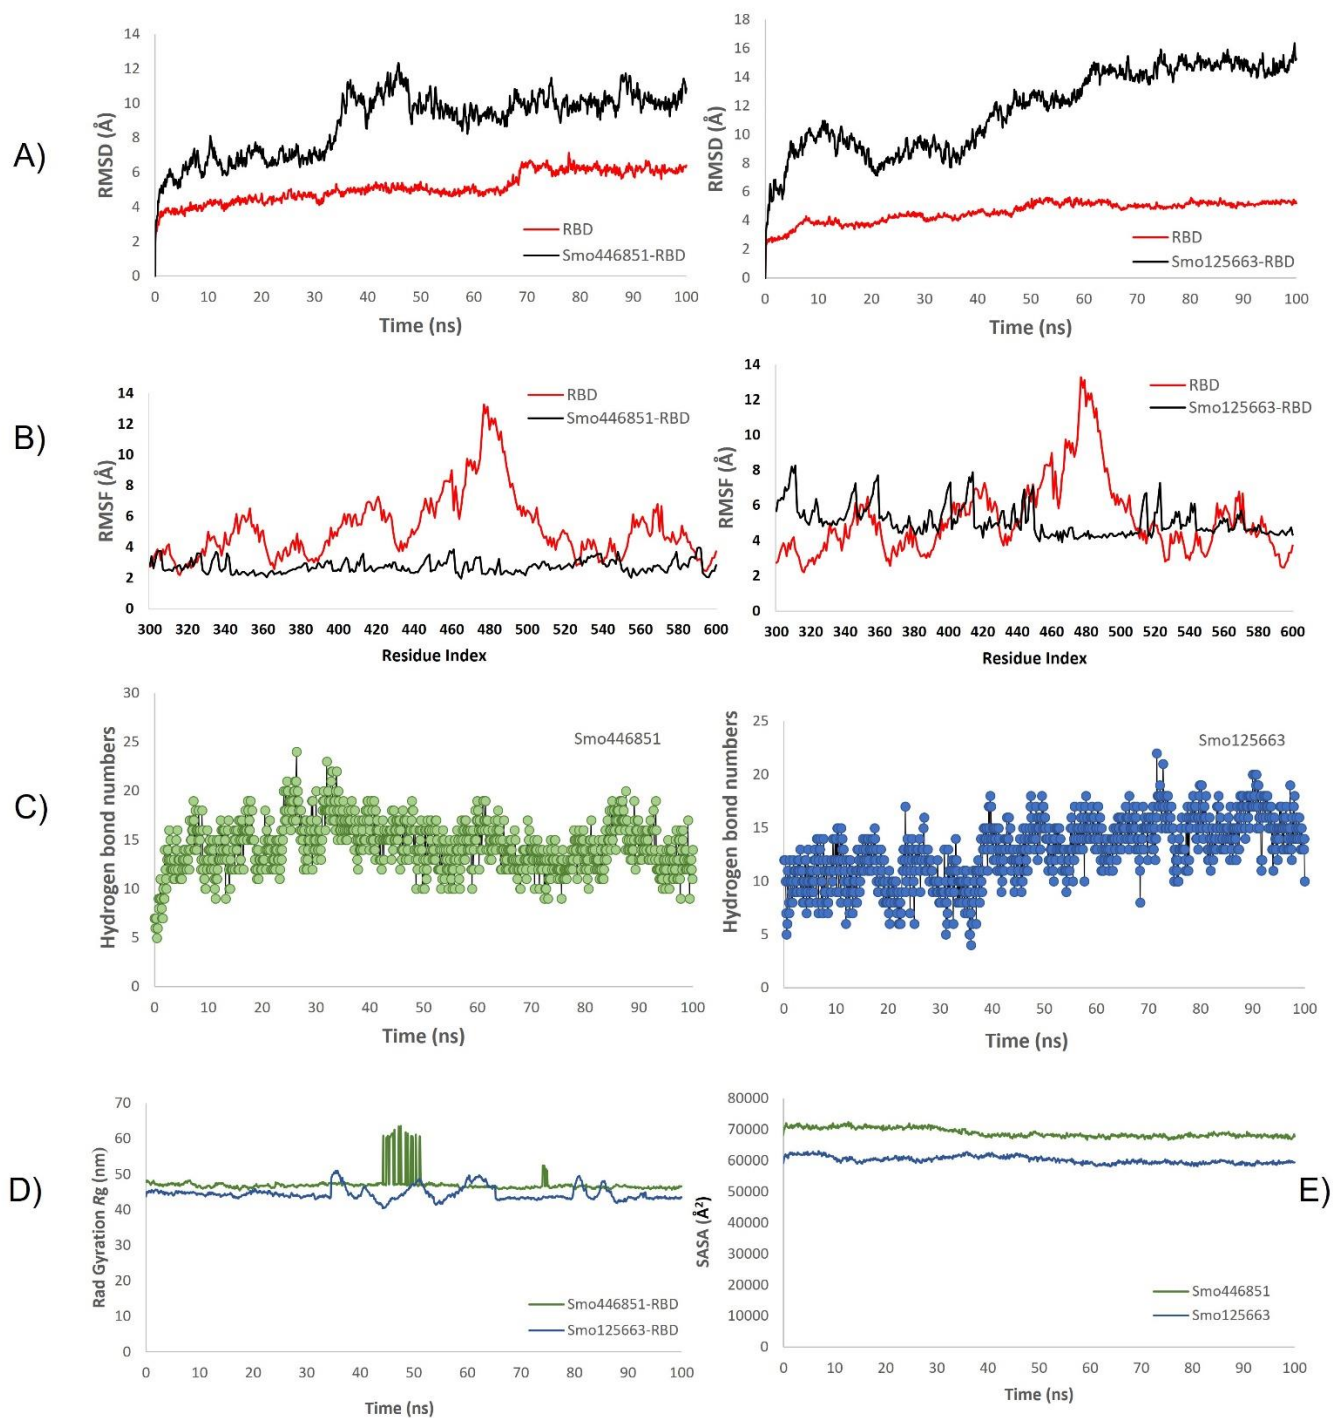 A)
RMSD (Å)
14
12
10
8
6
4
2
0
RBD
Smo446851-RBD
0 10 20 30 40 50 60 70 80 90 100
Time (ns)
RMSD (Å)
18
16
14
12
10
8
6
4
2
0
RBD
Smo125663-RBD
0 10 20 30 40 50 60 70 80 90 100
Time (ns)
B)
RMSF (Å)
14
12
10
8
6
4
2
0
RBD
Smo446851-RBD
300 320 340 360 380 400 420 440 460 480 500 520 540 560 580 600
Residue Index
RMSF (Å)
14
12
10
8
6
4
2
0
RBD
Smo125663-RBD
300 320 340 360 380 400 420 440 460 480 500 520 540 560 580 600
Residue Index
C)
Hydrogen bond numbers
30
25
20
15
10
5
0
Smo446851
0 10 20 30 40 50 60 70 80 90 100
Time (ns)
Hydrogen bond numbers
25
20
15
10
5
0
Smo125663
0 10 20 30 40 50 60 70 80 90 100
Time (ns)
D)
Rad Gyration Rg (nm)
70
60
50
40
30
20
10
0
Smo446851-RBD
Smo125663-RBD
0 10 20 30 40 50 60 70 80 90 100
Time (ns)
E)
SASA (Å²)
80000
70000
60000
50000
40000
30000
20000
10000
0
Smo446851
Smo125663
0 10 20 30 40 50 60 70 80 90 100
Time (ns)